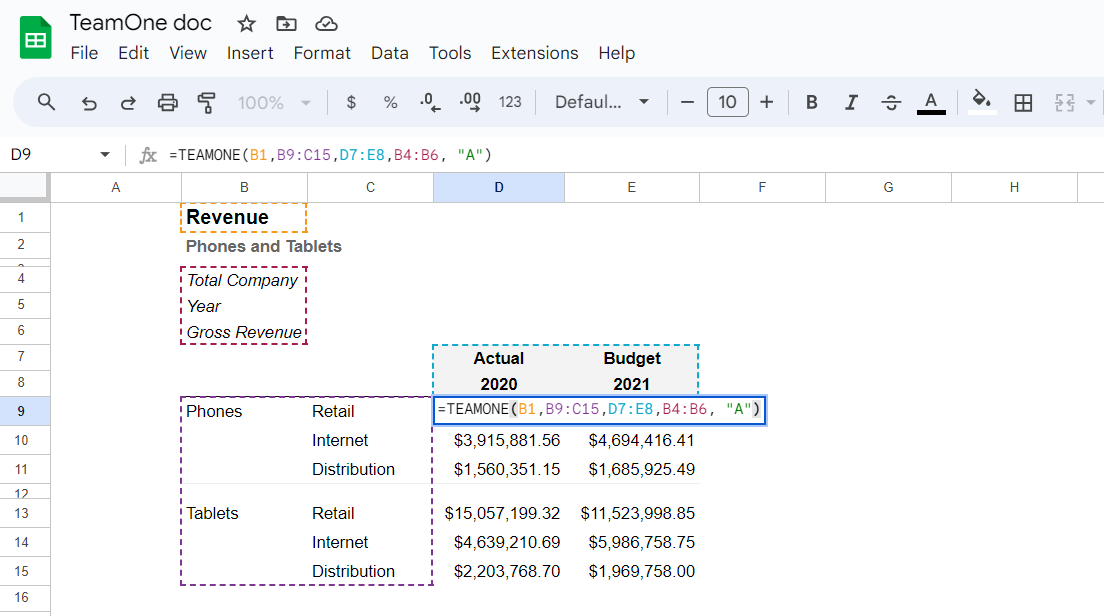 TeamOne doc
File Edit View Insert Format Data Tools Extensions Help
100% $ % .0 .00 123 Defaul... 10 B I S A
D9 fx =TEAMONE(B1,B9:C15,D7:E8,B4:B6, "A")
A B C D E F G H
1 Revenue
2 Phones and Tablets
4 Total Company
5 Year
6 Gross Revenue
7 Actual Budget
8 2020 2021
9 Phones Retail =TEAMONE(B1,B9:C15,D7:E8,B4:B6, "A")
10 Internet $3,915,881.56 $4,694,416.41
11 Distribution $1,560,351.15 $1,685,925.49
12
13 Tablets Retail $15,057,199.32 $11,523,998.85
14 Internet $4,639,210.69 $5,986,758.75
15 Distribution $2,203,768.70 $1,969,758.00
16